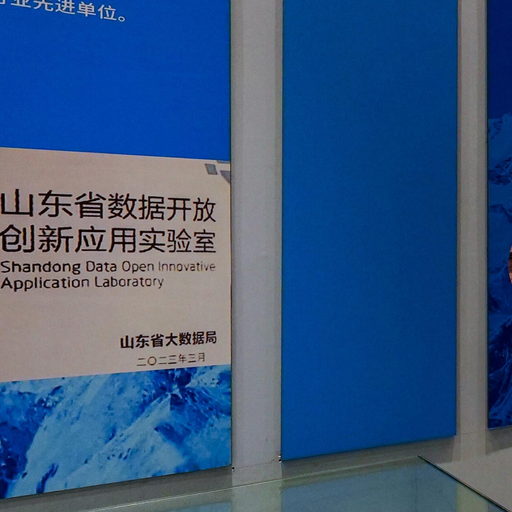 业先进单位。
山东省数据开放
创新应用实验室
Shandong Data Open Innovative
Application Laboratory
山东省大数据局
二〇二三年三月